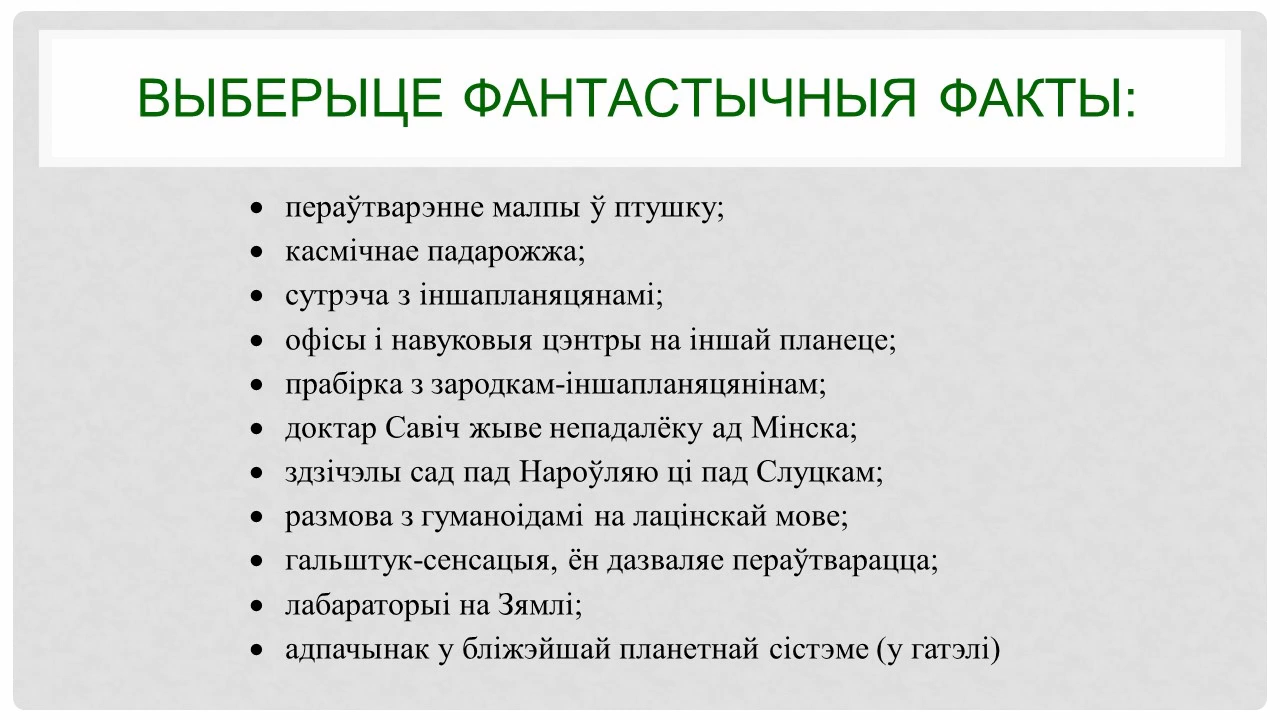 ВЫБЕРЫЦЕ ФАНТАСТЫЧНЫЯ ФАКТЫ:
• пераўтварэнне малпы ў птушку;
• касмічнае падарожжа;
• сутрэча з іншапланяцянамі;
• офісы і навуковыя цэнтры на іншай планеце;
• прабірка з зародкам-іншапланяцянінам;
• доктар Савіч жыве непадалёку ад Мінска;
• здзічэлы сад пад Нароўляю ці пад Слуцкам;
• размова з гуманоідамі на лацінскай мове;
• гальштук-сенсацыя, ён дазваляе пераўтварацца;
• лабараторыі на Зямлі;
• адпачынак у бліжэйшай планетнай сістэме (у гатэлі)